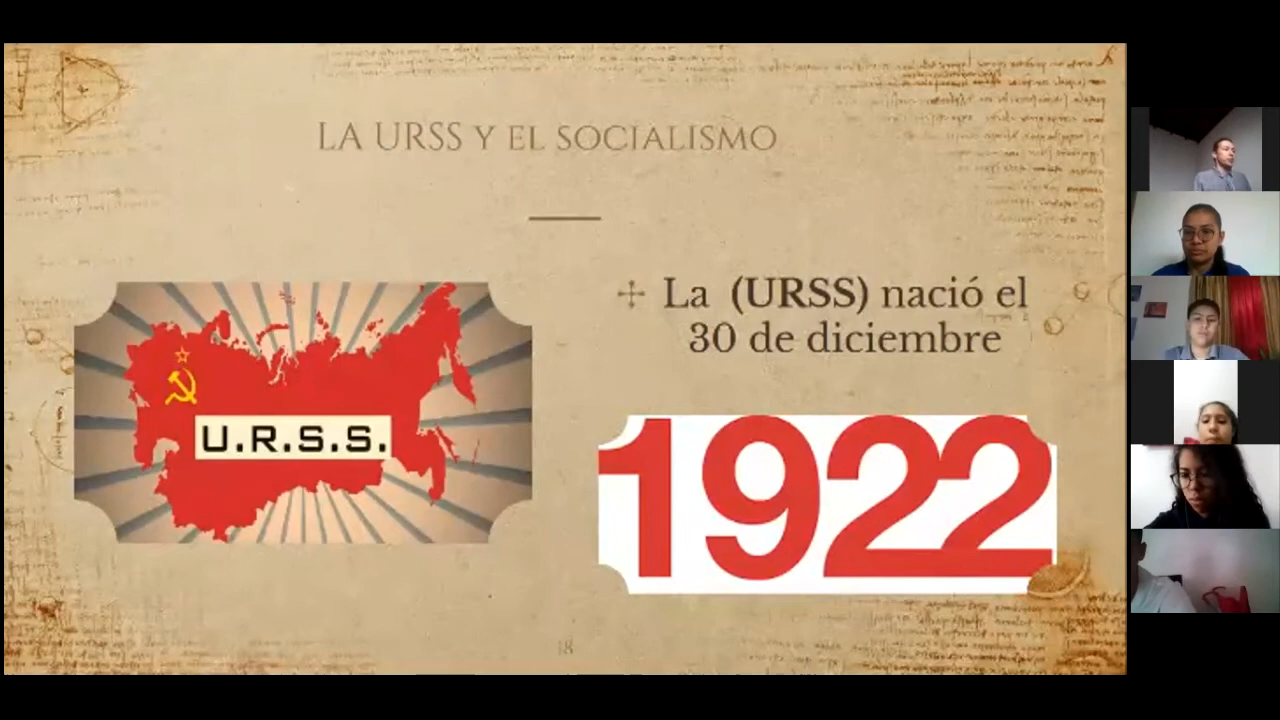 LA URSS Y EL SOCIALISMO
La (URSS) nació el
30 de diciembre
U.R.S.S.
1922